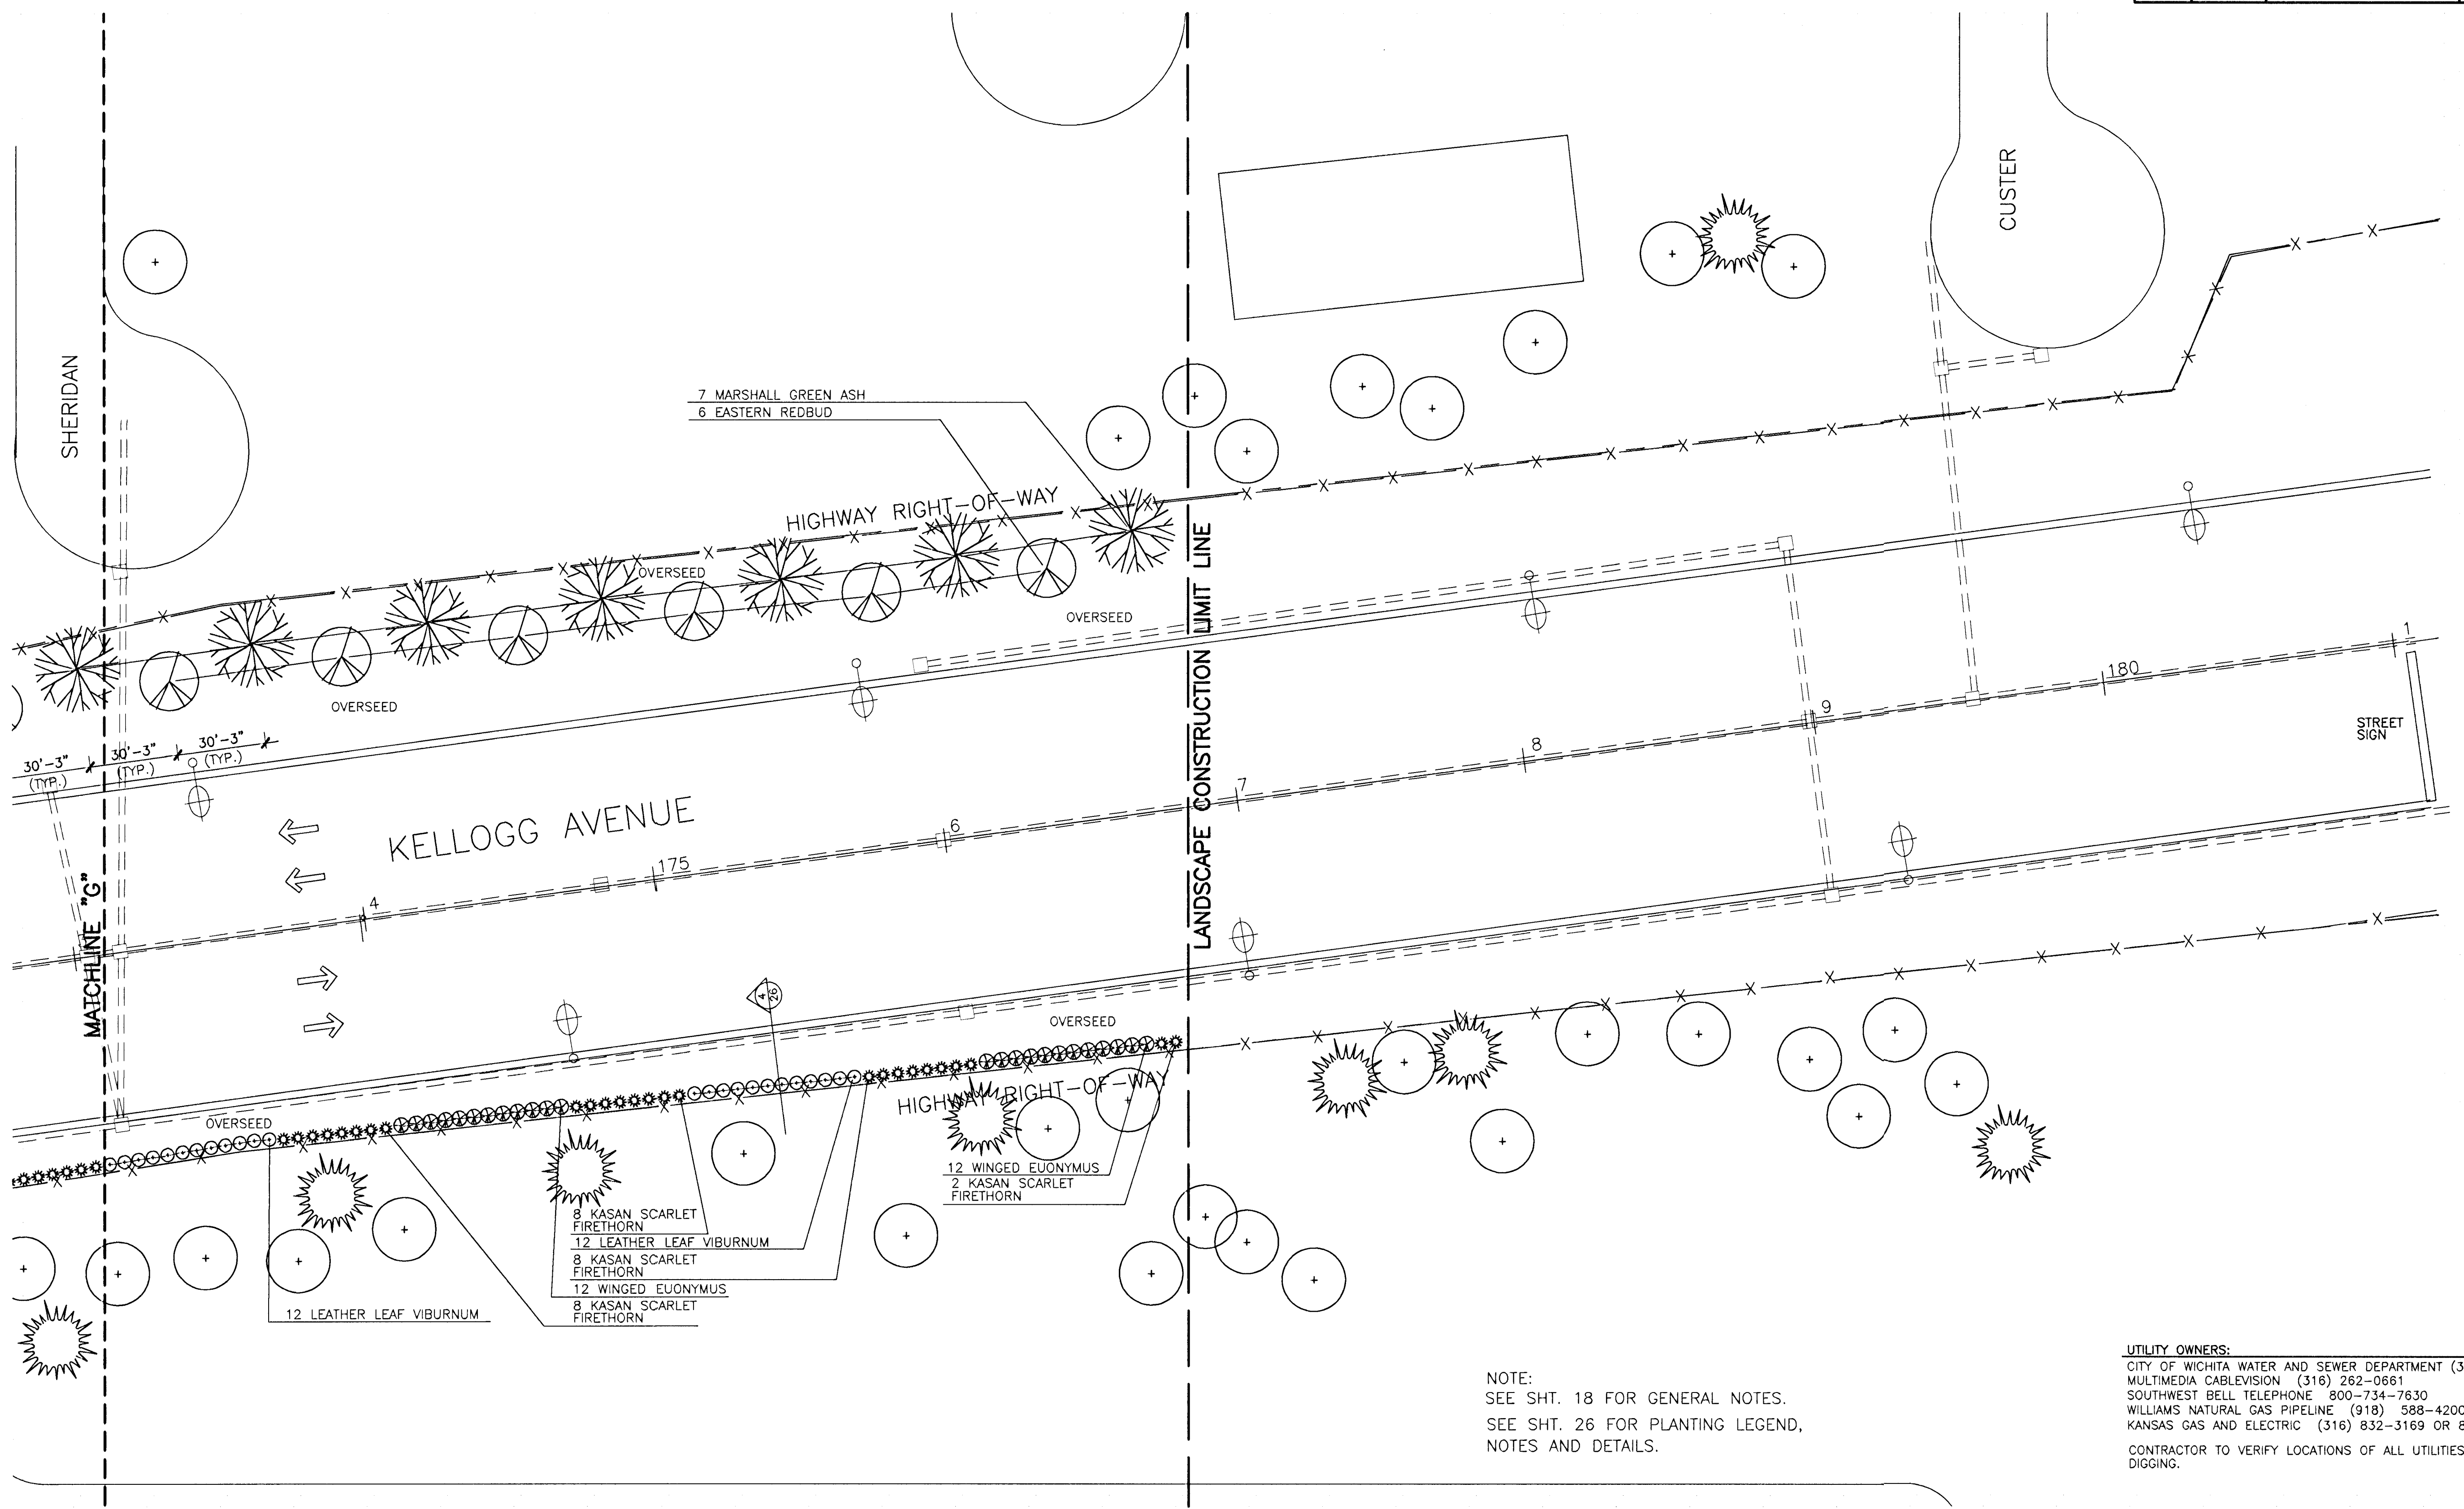 SHERIDAN
CUSTER
7 MARSHALL GREEN ASH
6 EASTERN REDBUD
HIGHWAY RIGHT-OF-WAY
OVERSEED
OVERSEED
OVERSEED
LANDSCAPE CONSTRUCTION LIMIT LINE
30'-3"
(TYP.)
30'-3"
(TYP.)
30'-3"
(TYP.)
KELLOGG AVENUE
MATCHLINE "G"
4
175
6
7
8
9
180
1
STREET
SIGN
4
26
OVERSEED
OVERSEED
HIGHWAY RIGHT-OF-WAY
12 WINGED EUONYMUS
2 KASAN SCARLET
FIRETHORN
8 KASAN SCARLET
FIRETHORN
12 LEATHER LEAF VIBURNUM
8 KASAN SCARLET
FIRETHORN
12 WINGED EUONYMUS
8 KASAN SCARLET
FIRETHORN
12 LEATHER LEAF VIBURNUM
NOTE:
SEE SHT. 18 FOR GENERAL NOTES.
SEE SHT. 26 FOR PLANTING LEGEND,
NOTES AND DETAILS.
UTILITY OWNERS:
CITY OF WICHITA WATER AND SEWER DEPARTMENT (3
MULTIMEDIA CABLEVISION (316) 262-0661
SOUTHWEST BELL TELEPHONE 800-734-7630
WILLIAMS NATURAL GAS PIPELINE (918) 588-4200
KANSAS GAS AND ELECTRIC (316) 832-3169 OR 8
CONTRACTOR TO VERIFY LOCATIONS OF ALL UTILITIES
DIGGING.